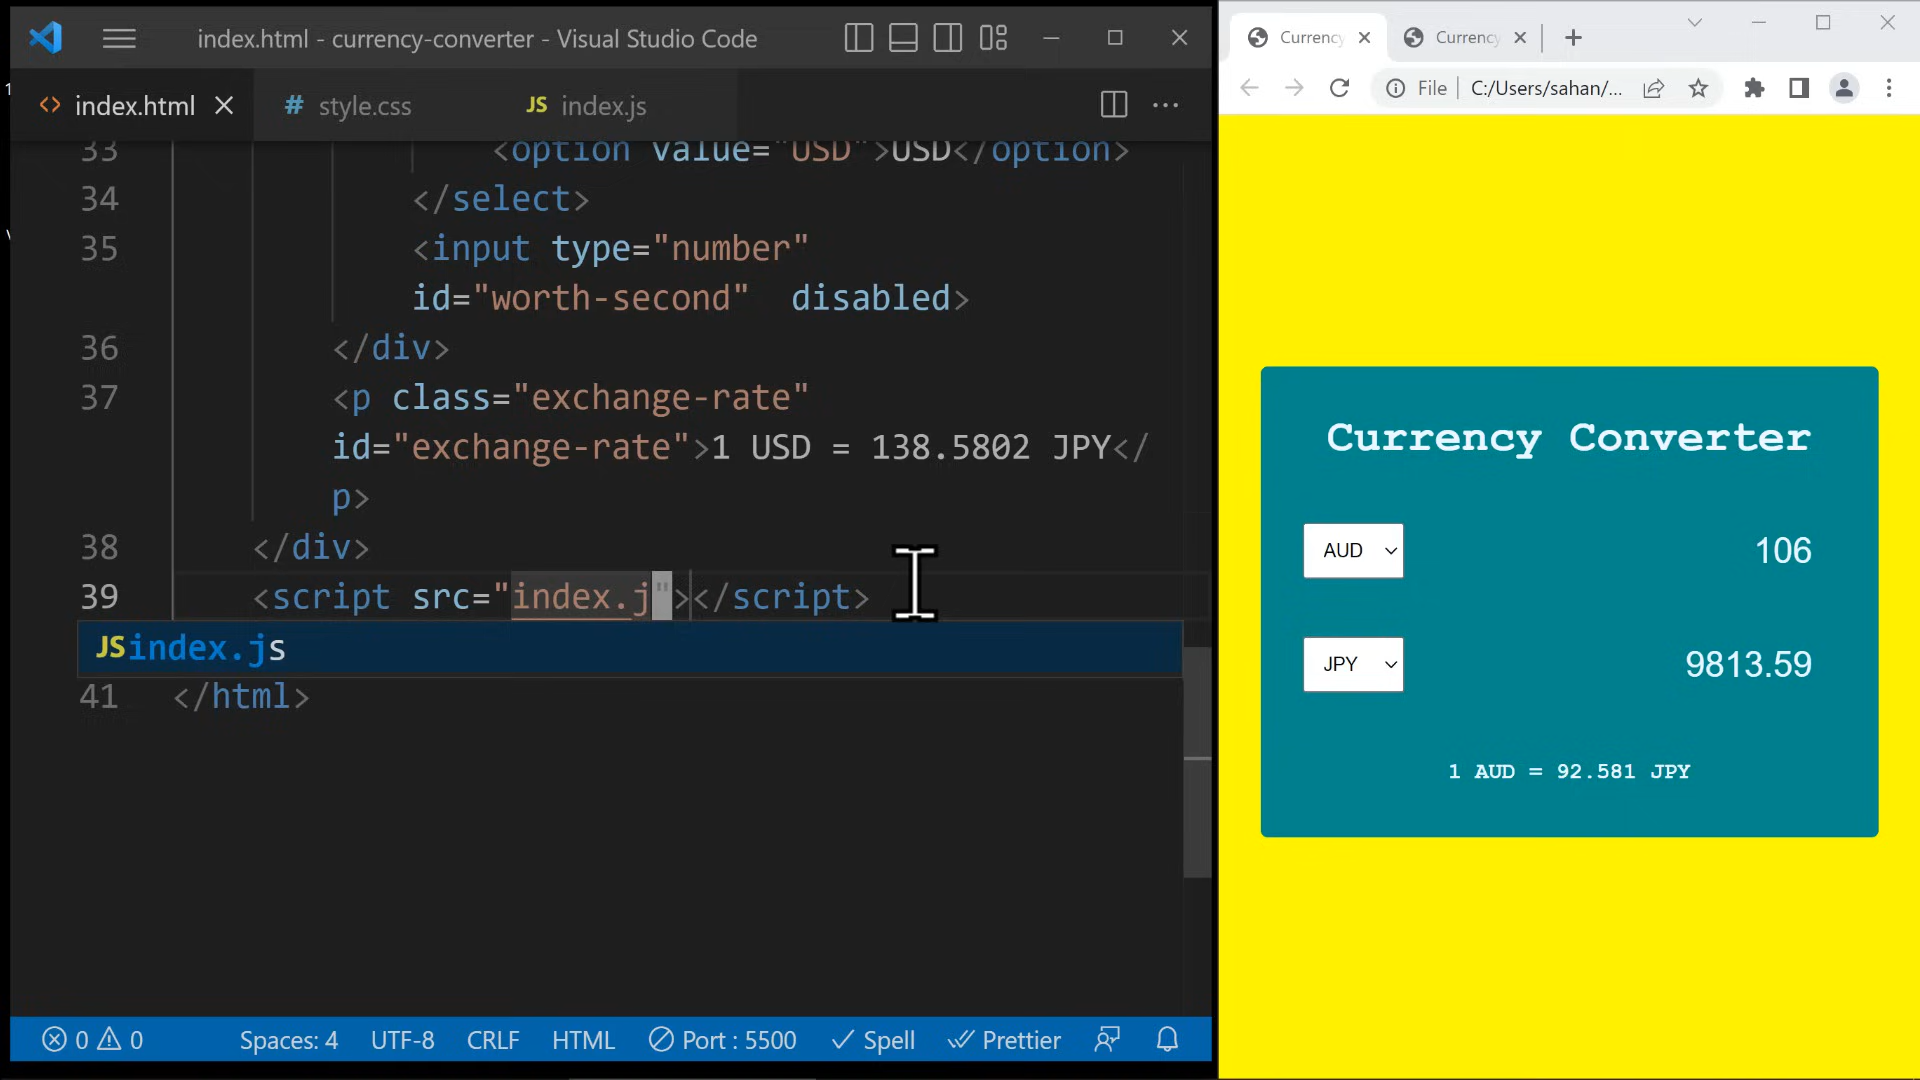 index.html - currency-converter - Visual Studio Code
index.html
style.css
JS index.js
33 <option value="USD">USD</option>
34 </select>
35 <input type="number"
id="worth-second" disabled>
36 </div>
37 <p class="exchange-rate"
id="exchange-rate">1 USD = 138.5802 JPY</
p>
38 </div>
39 <script src="index.j"></script>
JS index.js
41 </html>
0 0 Spaces: 4 UTF-8 CRLF HTML Port : 5500 Spell Prettier
Currency
Currency
File C:/Users/sahan/...
Currency Converter
AUD 106
JPY 9813.59
1 AUD = 92.581 JPY